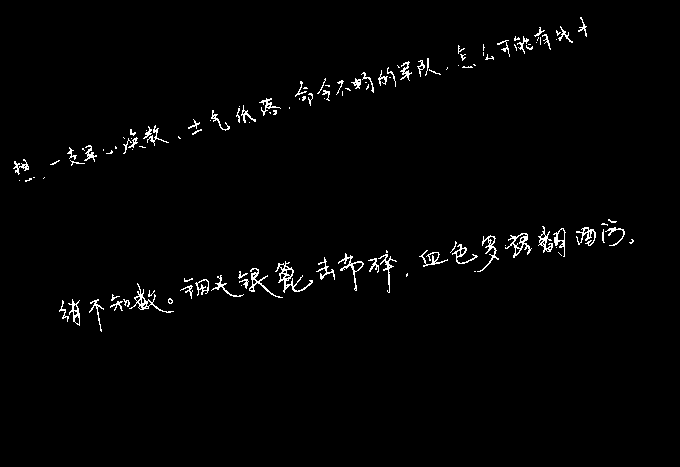 想,一支军心涣散、士气低落、命令不畅的军队,怎么可能有战斗
绡不知数。钿头银篦击节碎,血色罗裙翻酒污。